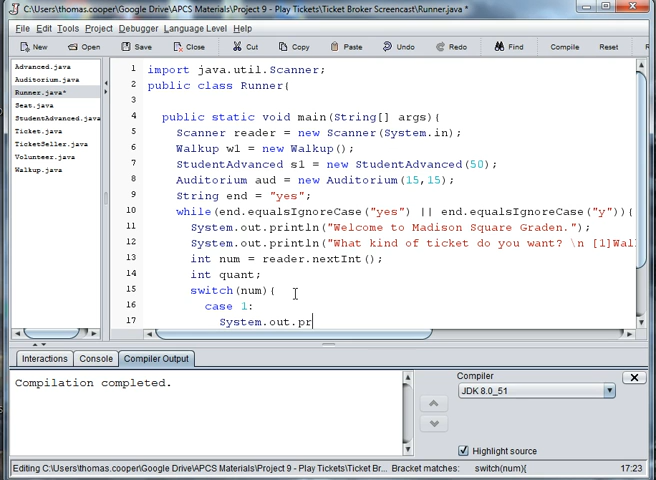 C:\Users\thomas.cooper\Google Drive\APCS Materials\Project 9 - Play Tickets\Ticket Broker Screencast\Runner.java *
File Edit Tools Project Debugger Language Level Help
New Open Save Close Cut Copy Paste Undo Redo Find Compile Reset R
Advanced.java
Auditorium.java
Runner.java*
Seat.java
StudentAdvanced.java
Ticket.java
TicketSeller.java
Volunteer.java
Walkup.java
1 import java.util.Scanner;
2 public class Runner{
3
4 public static void main(String[] args){
5 Scanner reader = new Scanner(System.in);
6 Walkup w1 = new Walkup();
7 StudentAdvanced s1 = new StudentAdvanced(50);
8 Auditorium aud = new Auditorium(15,15);
9 String end = "yes";
10 while(end.equalsIgnoreCase("yes") || end.equalsIgnoreCase("y")){
11 System.out.println("Welcome to Madison Square Graden.");
12 System.out.println("What kind of ticket do you want? \n [1]Wal
13 int num = reader.nextInt();
14 int quant;
15 switch(num){
16 case 1:
17 System.out.pr
Interactions Console Compiler Output
Compilation completed.
Compiler
JDK 8.0_51
Highlight source
Editing C:\Users\thomas.cooper\Google Drive\APCS Materials\Project 9 - Play Tickets\Ticket Br... Bracket matches: switch(num){ 17:23